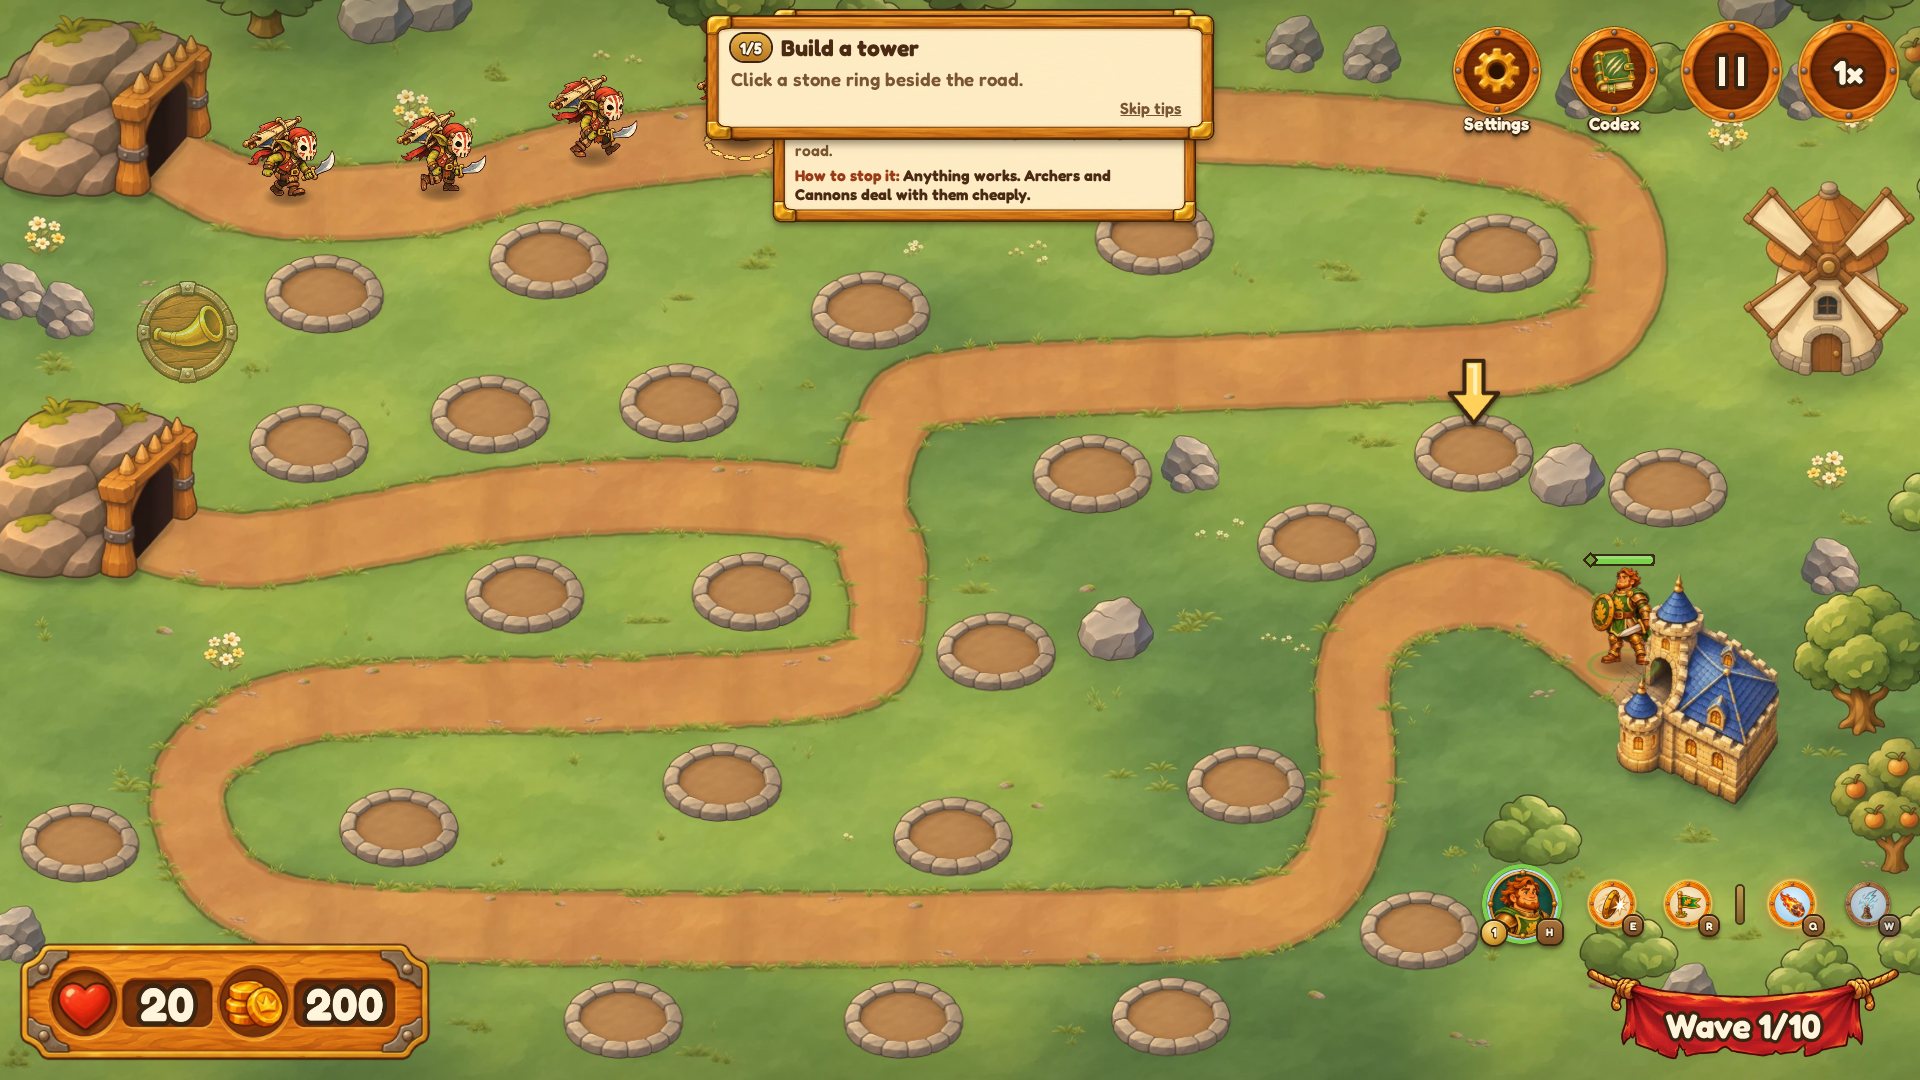 1/5 Build a tower
Click a stone ring beside the road.
Skip tips
road.
How to stop it: Anything works. Archers and
Cannons deal with them cheaply.
Settings
Codex
1x
1
H
E
R
Q
W
20
200
Wave 1/10